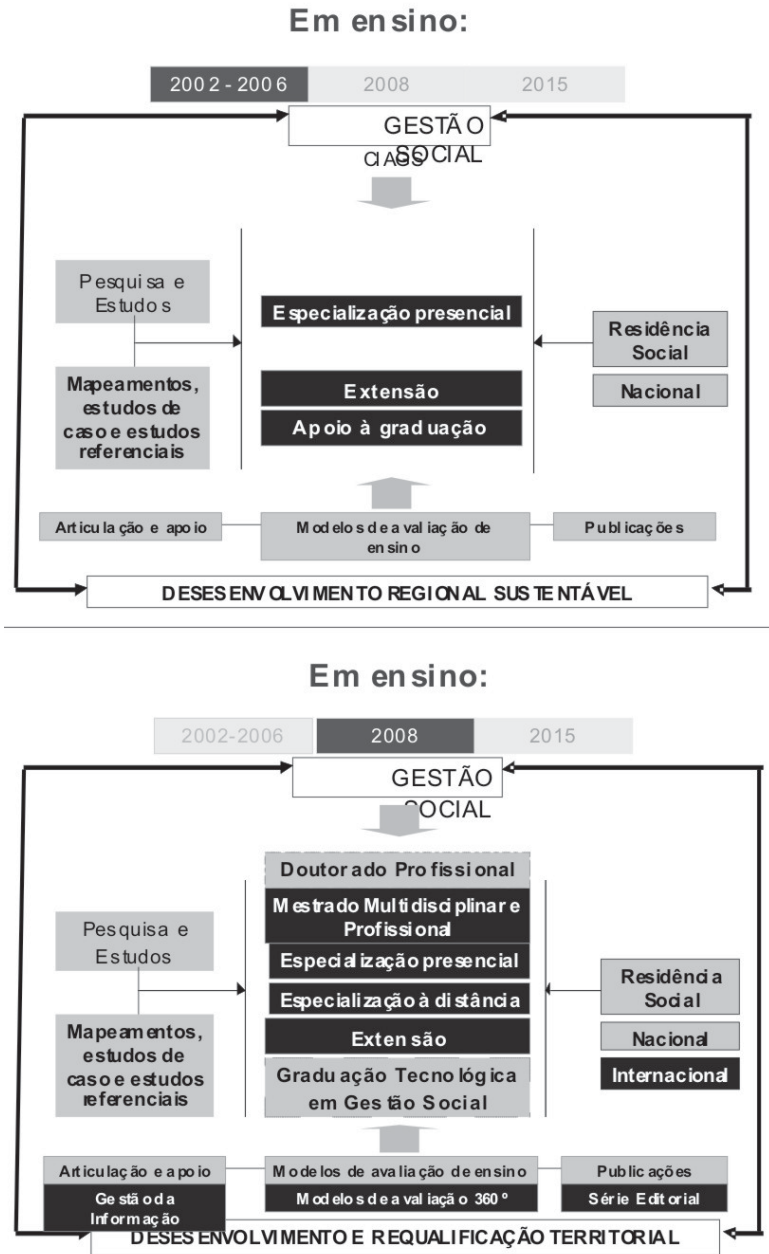 Em ensino:
2002-2006 2008 2015
GESTÃO
SOCIAL
CIAGS
Pesquisa e
Estudos
Mapeamentos,
estudos de
caso e estudos
referenciais
Especialização presencial
Extensão
Apoio à graduação
Residência
Social
Nacional
Articulação e apoio
Modelos de avaliação de
ensino
Publicações
DESESENVOLVIMENTO REGIONAL SUSTENTÁVEL
Em ensino:
2002-2006 2008 2015
GESTÃO
SOCIAL
Pesquisa e
Estudos
Mapeamentos,
estudos de
caso e estudos
referenciais
Doutorado Profissional
Mestrado Multidisciplinar e
Profissional
Especialização presencial
Especialização à distância
Extensão
Graduação Tecnológica
em Gestão Social
Residência
Social
Nacional
Internacional
Articulação e apoio
Gestão da
Informação
Modelos de avaliação de ensino
Modelos de avaliação 360º
Publicações
Série Editorial
DESESENVOLVIMENTO E REQUALIFICAÇÃO TERRITORIAL